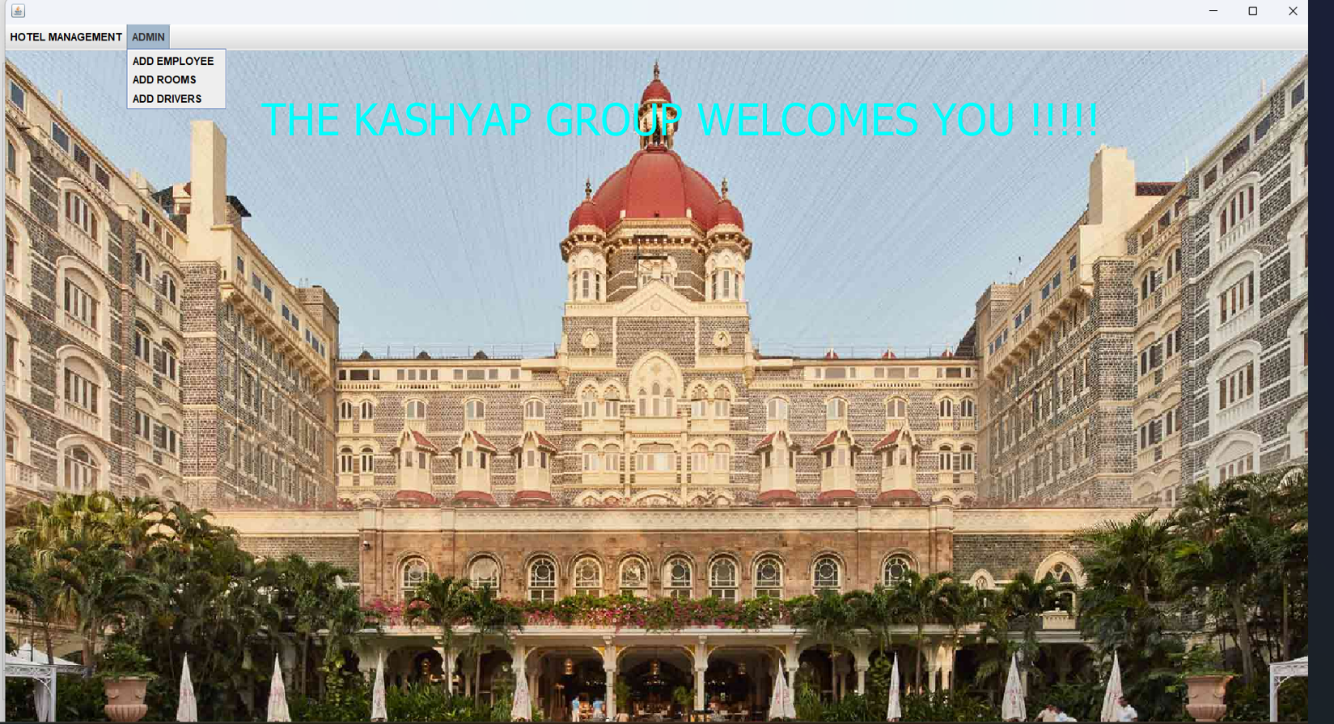 HOTEL MANAGEMENT ADMIN
ADD EMPLOYEE
ADD ROOMS
ADD DRIVERS
THE KASHYAP GROUP WELCOMES YOU !!!!!